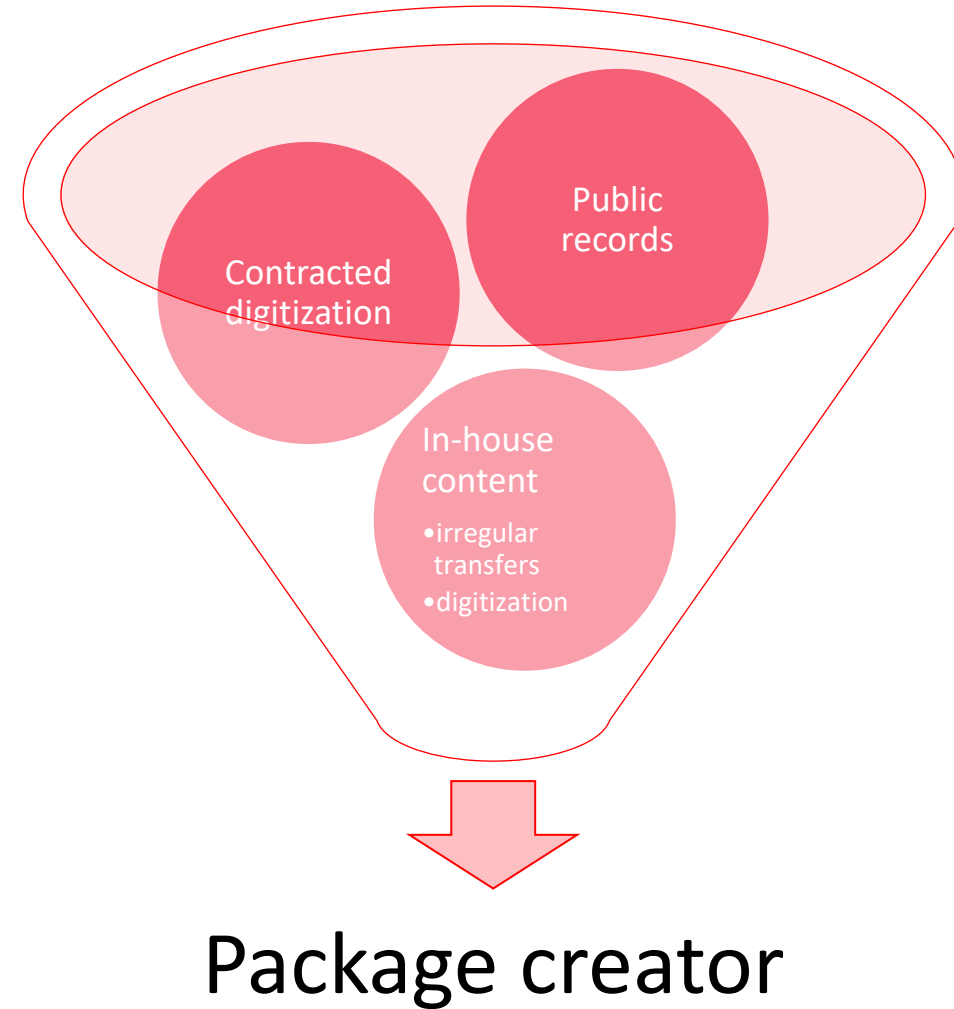 Public
records
Contracted
digitization
In-house
content
•irregular
transfers
•digitization
Package creator